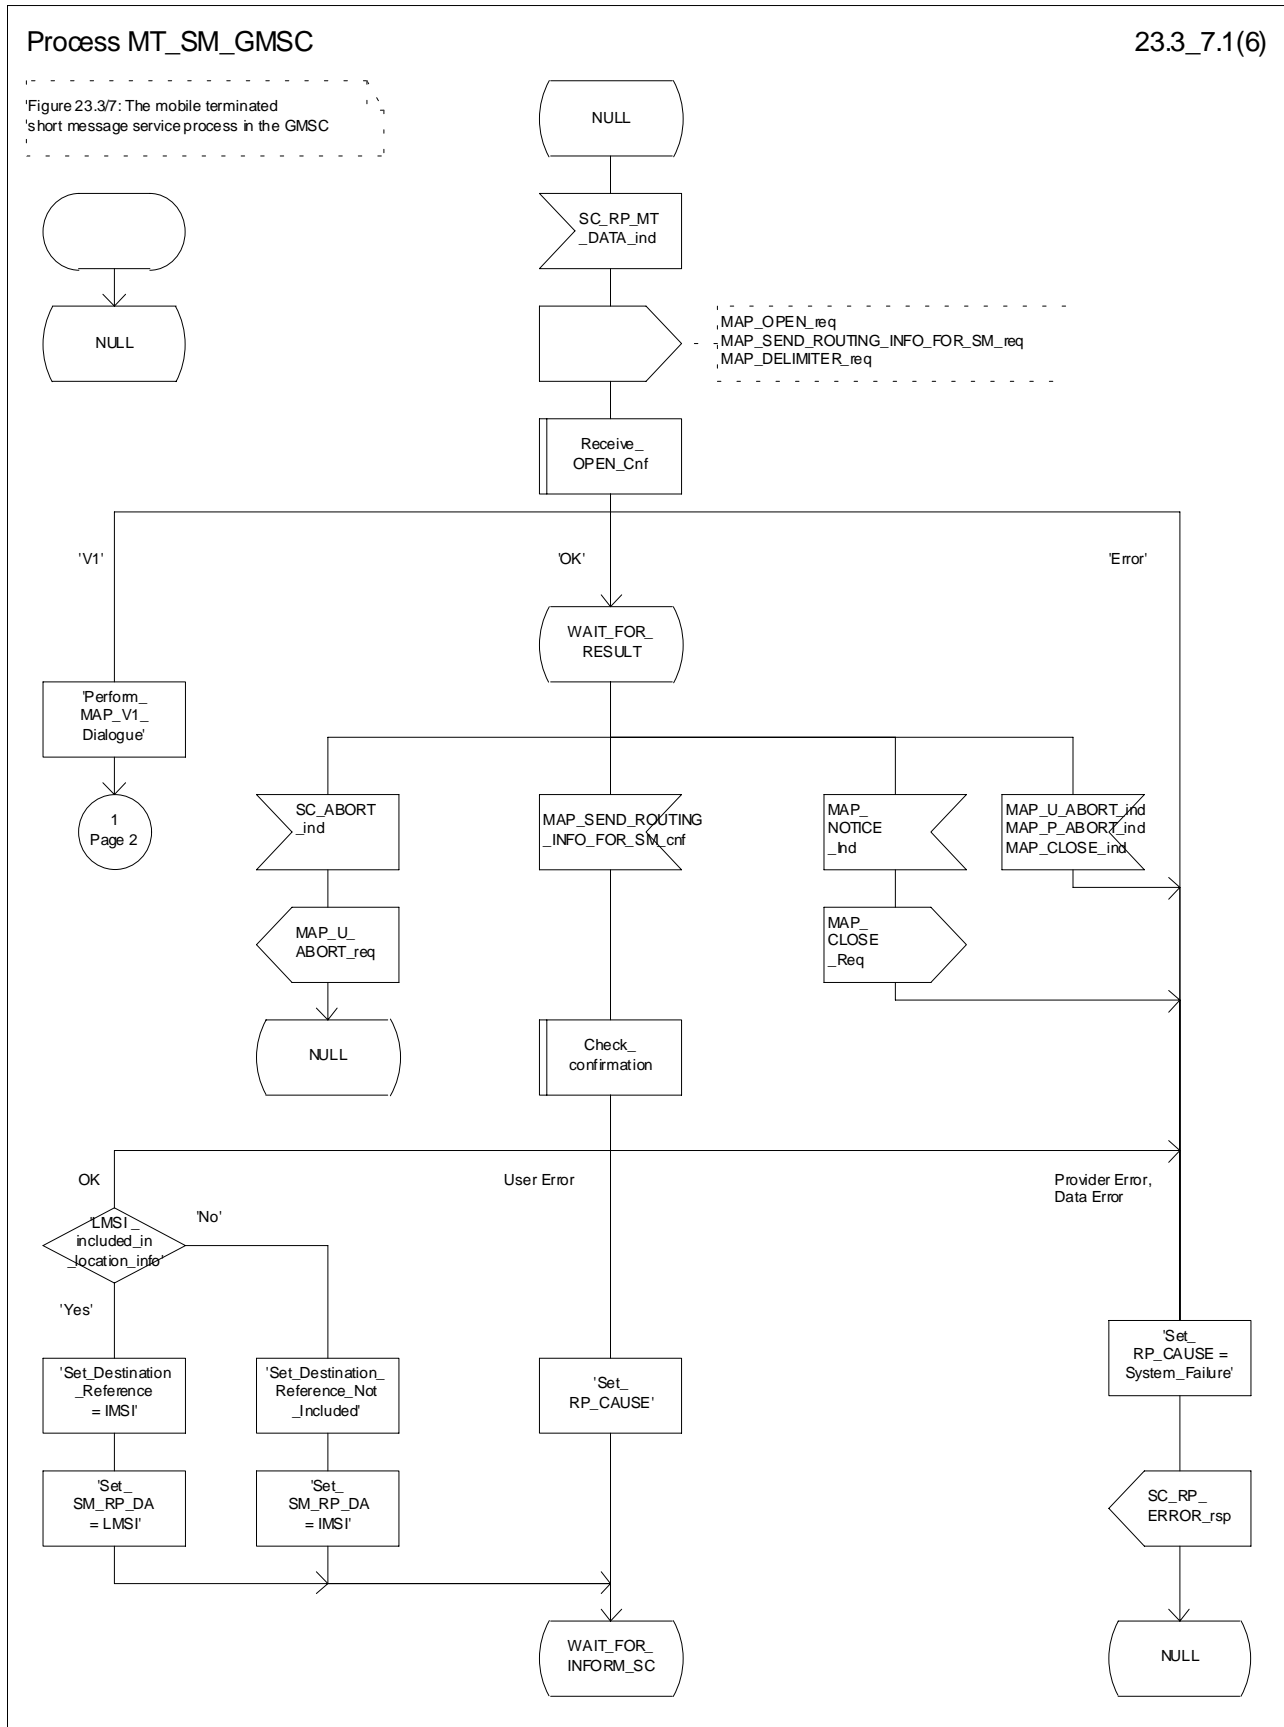 Process MT_SM_GMSC
23.3_7.1(6)
'Figure 23.3/7: The mobile terminated
'short message service process in the GMSC
NULL
SC_RP_MT
_DATA_ind
NULL
MAP_OPEN_req
MAP_SEND_ROUTING_INFO_FOR_SM_req
MAP_DELIMITER_req
Receive_
OPEN_Cnf
'V1'
'OK'
'Error'
WAIT_FOR_
RESULT
'Perform_
MAP_V1_
Dialogue'
1
Page 2
SC_ABORT
_ind
MAP_SEND_ROUTING
_INFO_FOR_SM_cnf
MAP_
NOTICE
_Ind
MAP_U_ABORT_ind
MAP_P_ABORT_ind
MAP_CLOSE_ind
MAP_U_
ABORT_req
MAP_
CLOSE
_Req
NULL
Check_
confirmation
OK
User Error
Provider Error,
Data Error
'LMSI_
included_in
_location_info'
'No'
'Yes'
'Set_Destination
_Reference
= IMSI'
'Set_Destination_
Reference_Not
_Included'
'Set_
RP_CAUSE'
'Set_
RP_CAUSE =
System_Failure'
'Set_
SM_RP_DA
= LMSI'
'Set_
SM_RP_DA
= IMSI'
SC_RP_
ERROR_rsp
WAIT_FOR_
INFORM_SC
NULL